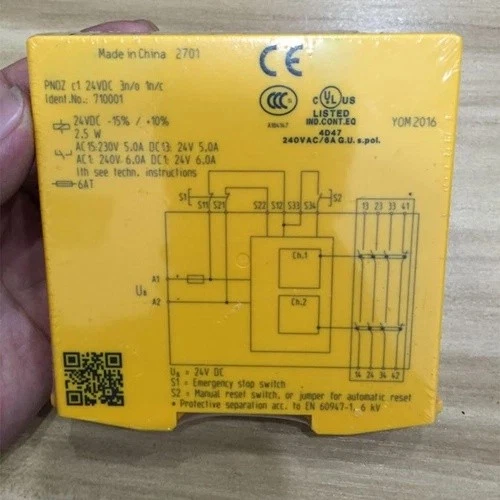 Made in China 2701
CE
PNOZ c1 24VDC 3n/o 1n/c
Ident.No.: 710001
24VDC -15% / +10%
2.5 W
AC15:230V 5.0A DC13: 24V 5.0A
AC1: 240V 6.0A DC1: 24V 6.0A
Ith see techn. instructions
6AT
CCC
UL US
LISTED
IND.CONT.EQ
4D47
240VAC/6A G.U.s.pol.
YOM 2016
S1 S11 S21 S22 S12 S33 S34 S2
13 23 33 41
Ch.1
A1
UB
A2
Ch.2
14 24 34 42
UB = 24V DC
S1 = Emergency stop switch
S2 = Manual reset switch, or jumper for automatic reset
* Protective separation acc. to EN 60947-1, 6 kV